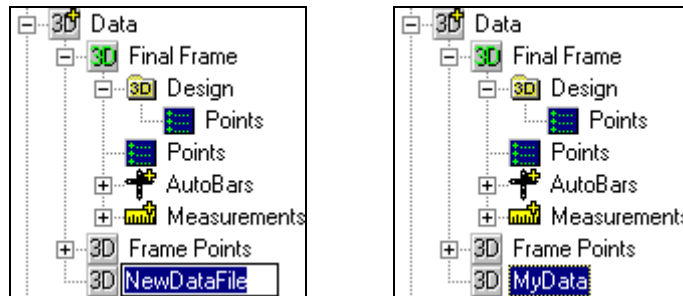 3D Data
3D Final Frame
3D Design
Points
Points
AutoBars
Measurements
3D Frame Points
3D NewDataFile
3D Data
3D Final Frame
3D Design
Points
Points
AutoBars
Measurements
3D Frame Points
3D MyData